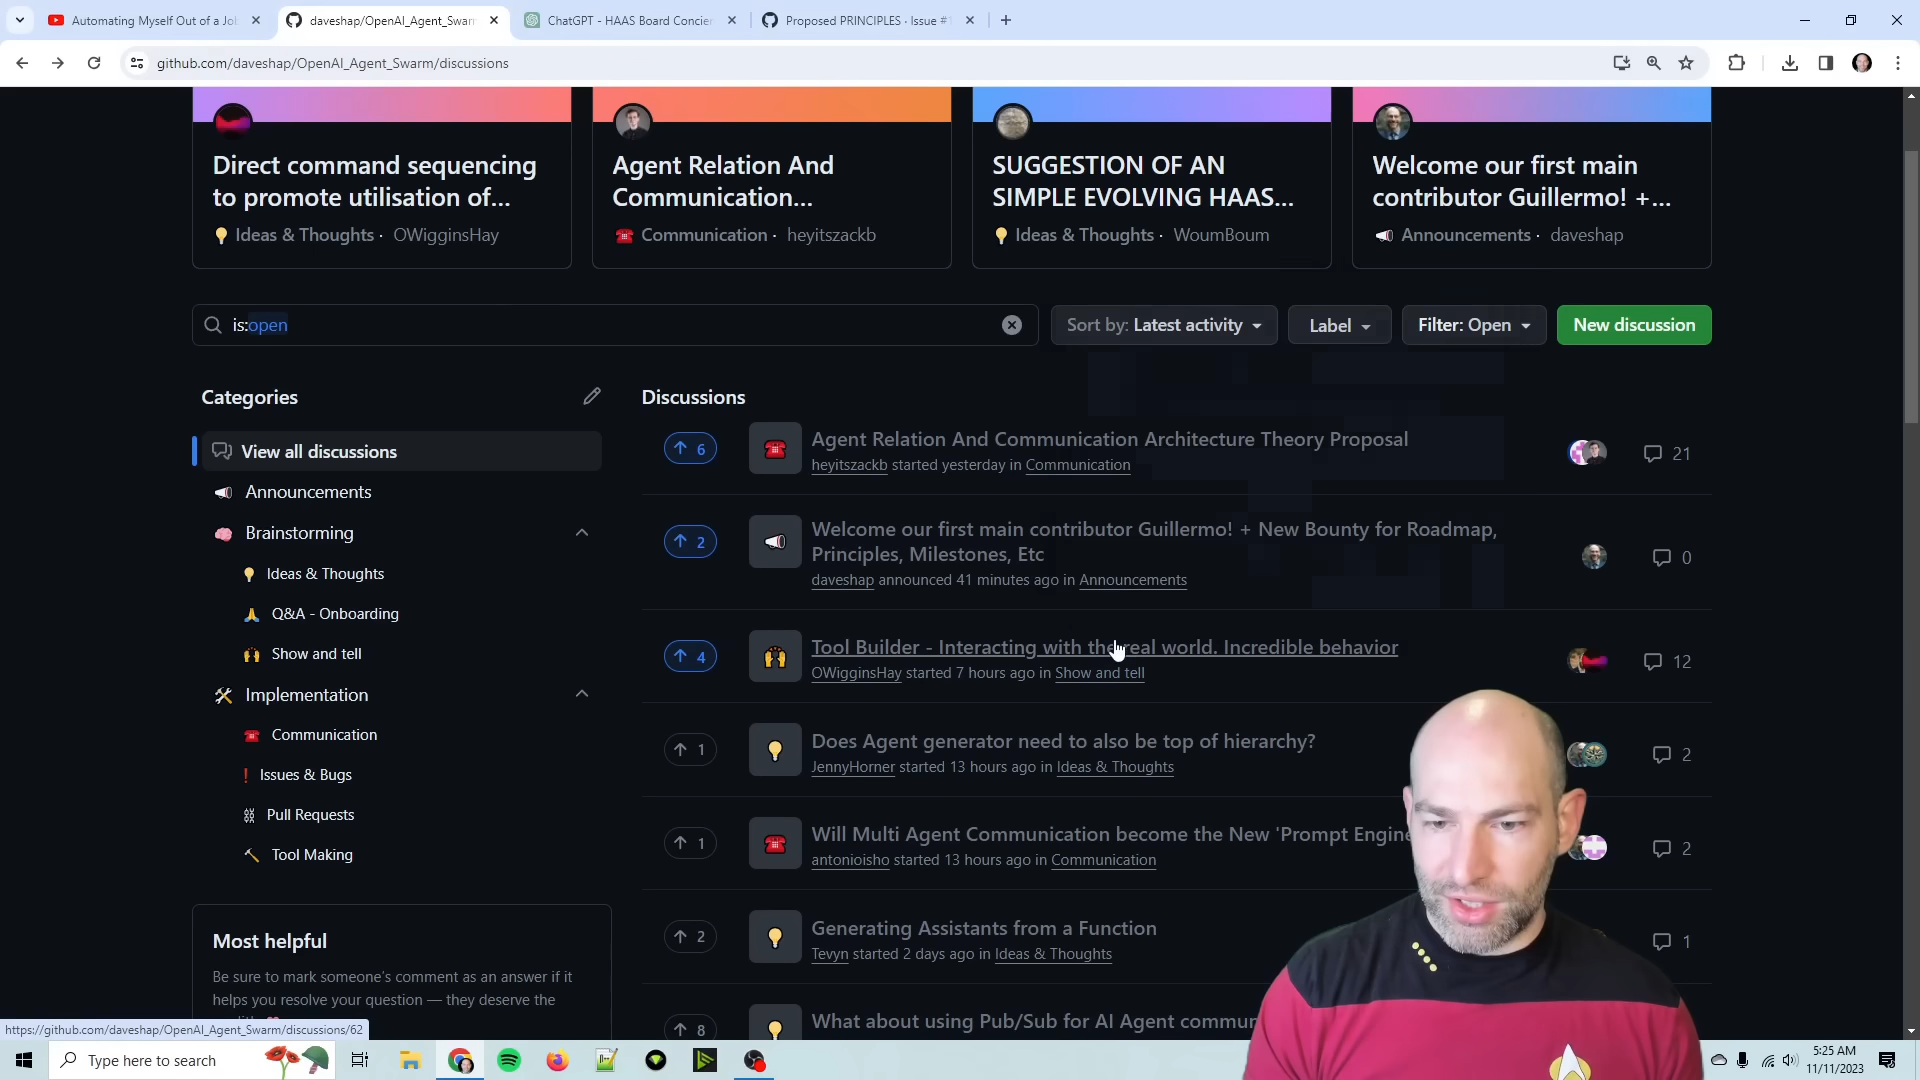 Automating Myself Out of a Jo
daveshap/OpenAI_Agent_Swar
ChatGPT - HAAS Board Concier
Proposed PRINCIPLES · Issue #
github.com/daveshap/OpenAI_Agent_Swarm/discussions
Direct command sequencing
to promote utilisation of...
Ideas & Thoughts · OWigginsHay
Agent Relation And
Communication...
Communication · heyitszackb
SUGGESTION OF AN
SIMPLE EVOLVING HAAS...
Ideas & Thoughts · WoumBoum
Welcome our first main
contributor Guillermo! +...
Announcements · daveshap
is:open
Sort by: Latest activity
Label
Filter: Open
New discussion
Categories
View all discussions
Announcements
Brainstorming
Ideas & Thoughts
Q&A - Onboarding
Show and tell
Implementation
Communication
Issues & Bugs
Pull Requests
Tool Making
Most helpful
Be sure to mark someone's comment as an answer if it
helps you resolve your question — they deserve the
Discussions
6
Agent Relation And Communication Architecture Theory Proposal
heyitszackb started yesterday in Communication
21
2
Welcome our first main contributor Guillermo! + New Bounty for Roadmap,
Principles, Milestones, Etc
daveshap announced 41 minutes ago in Announcements
0
4
Tool Builder - Interacting with the real world. Incredible behavior
OWigginsHay started 7 hours ago in Show and tell
12
1
Does Agent generator need to also be top of hierarchy?
JennyHorner started 13 hours ago in Ideas & Thoughts
2
1
Will Multi Agent Communication become the New 'Prompt Engine
antonioisho started 13 hours ago in Communication
2
2
Generating Assistants from a Function
Tevyn started 2 days ago in Ideas & Thoughts
1
8
What about using Pub/Sub for AI Agent commun
https://github.com/daveshap/OpenAI_Agent_Swarm/discussions/62
Type here to search
5:25 AM
11/11/2023